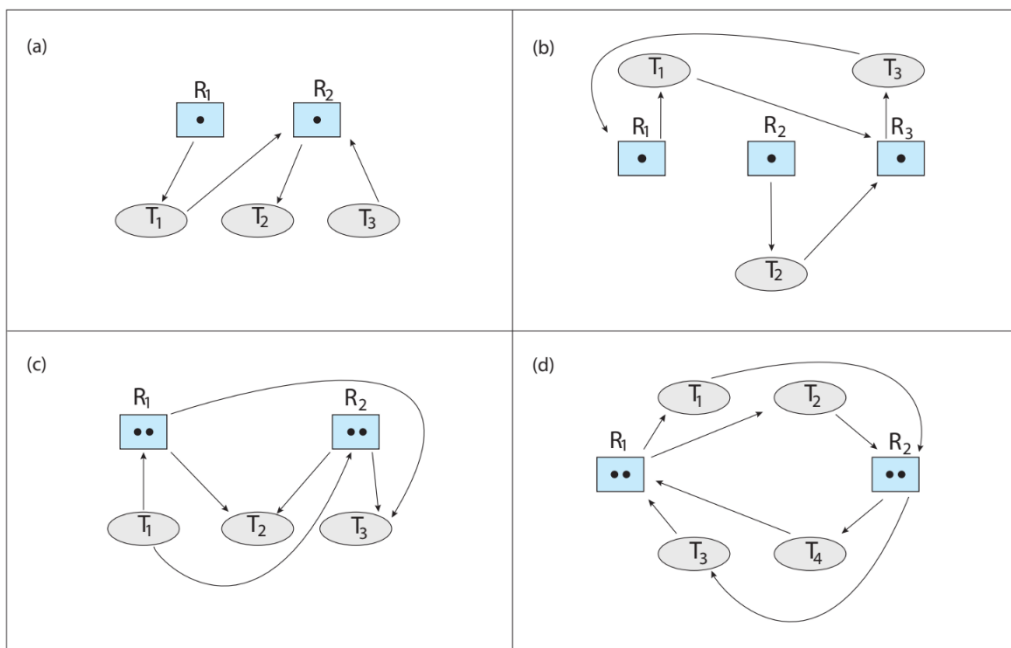 (a)
R₁ R₂
T₁ T₂ T₃
(b)
T₁ T₃
R₁ R₂ R₃
T₂
(c)
R₁ R₂
T₁ T₂ T₃
(d)
T₁ T₂
R₁ R₂
T₃ T₄